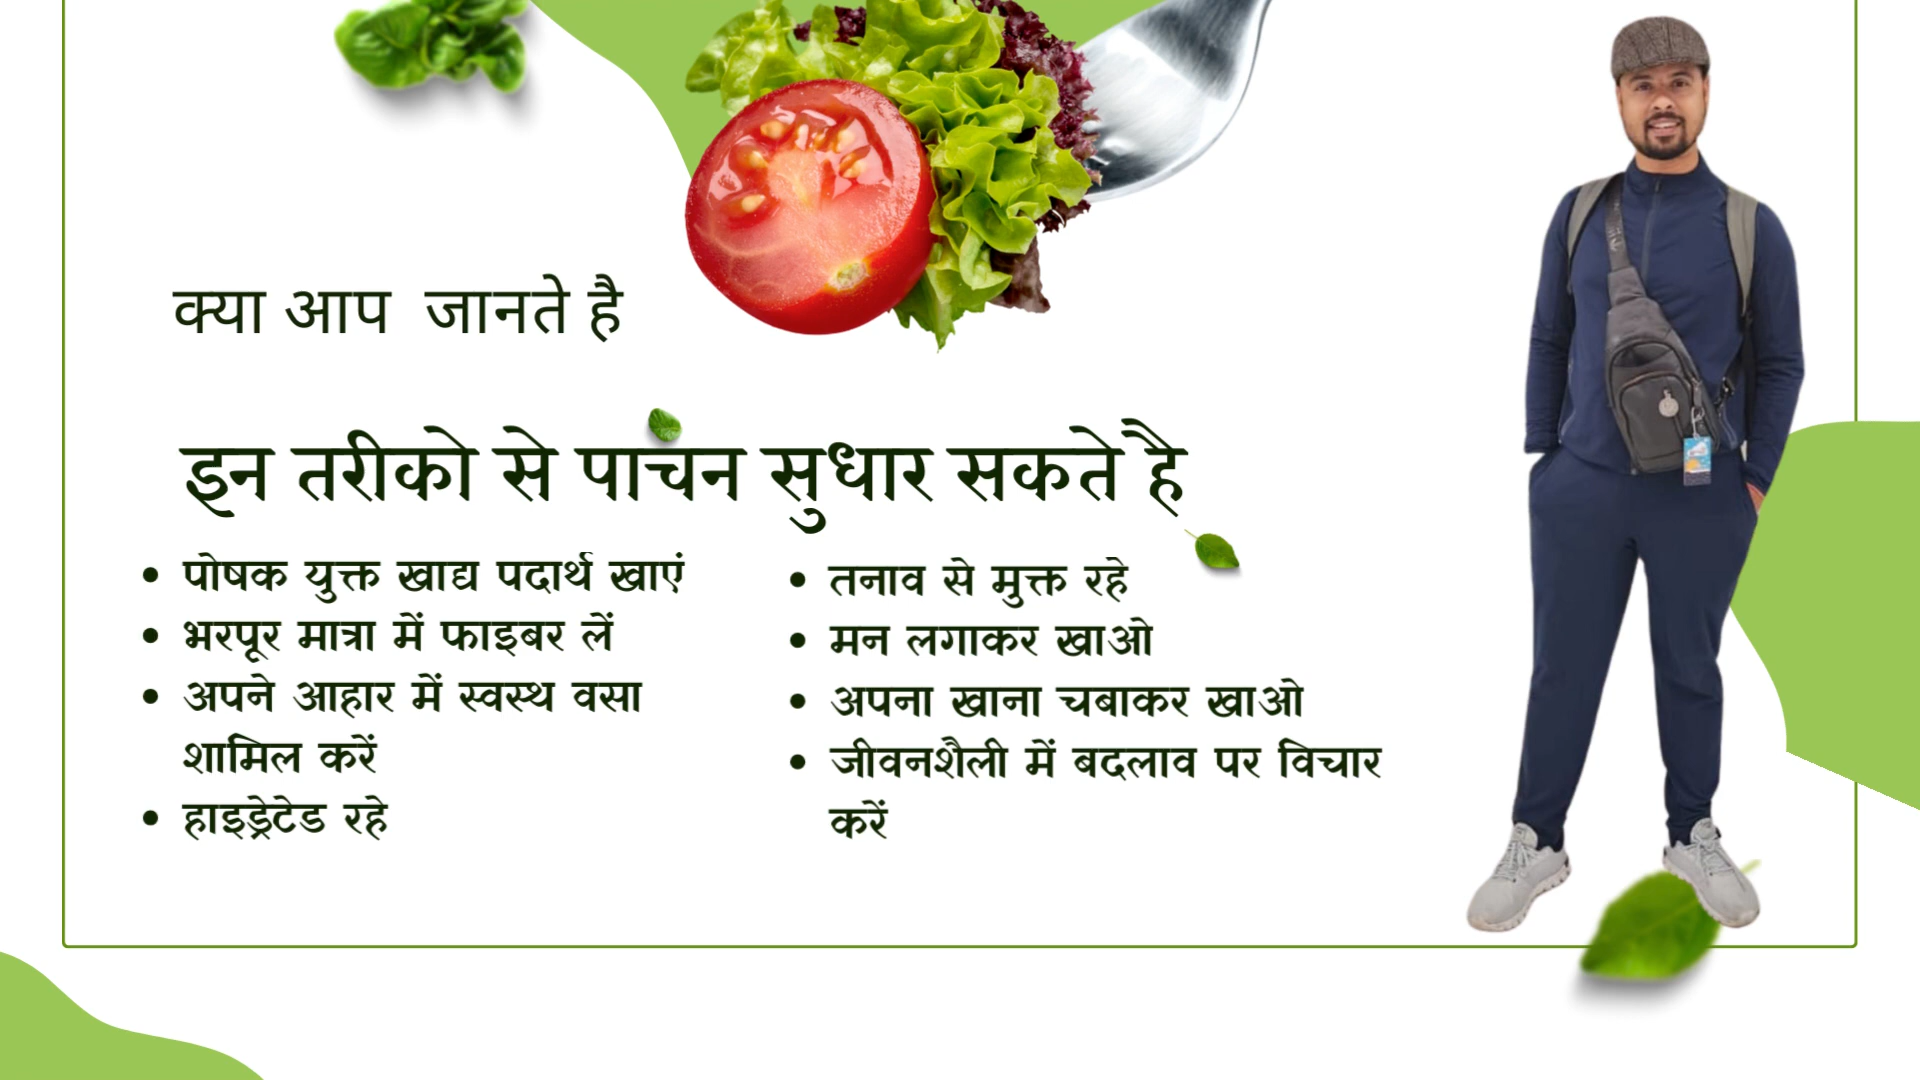 क्या आप जानते है
इन तरीको से पाचन सुधार सकते है
पोषक युक्त खाद्य पदार्थ खाएं
भरपूर मात्रा में फाइबर लें
अपने आहार में स्वस्थ वसा
शामिल करें
हाइड्रेटेड रहे
तनाव से मुक्त रहे
मन लगाकर खाओ
अपना खाना चबाकर खाओ
जीवनशैली में बदलाव पर विचार
करें